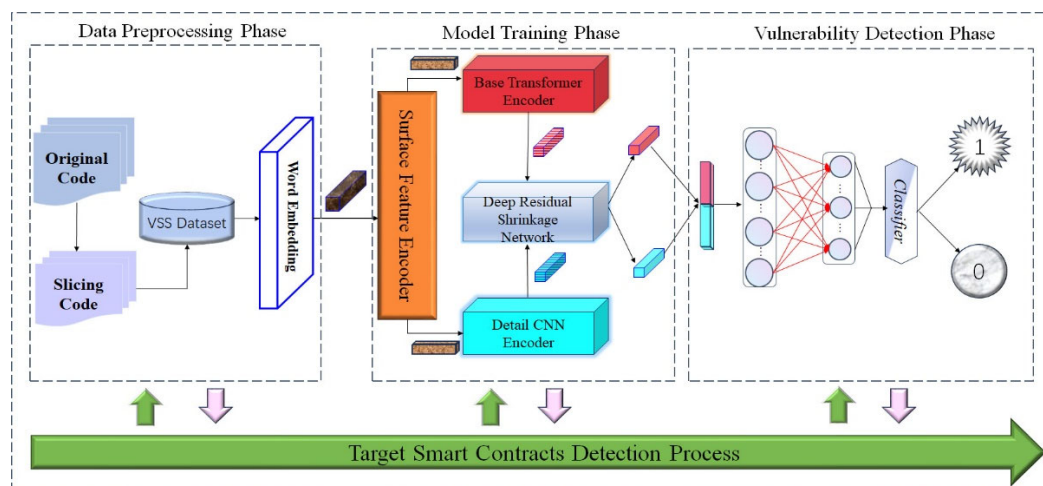 Data Preprocessing Phase
Model Training Phase
Vulnerability Detection Phase
Original
Code
VSS Dataset
Slicing
Code
Word Embedding
Surface Feature Encoder
Base Transformer
Encoder
Deep Residual
Shrinkage
Network
Detail CNN
Encoder
Classifier
1
0
Target Smart Contracts Detection Process